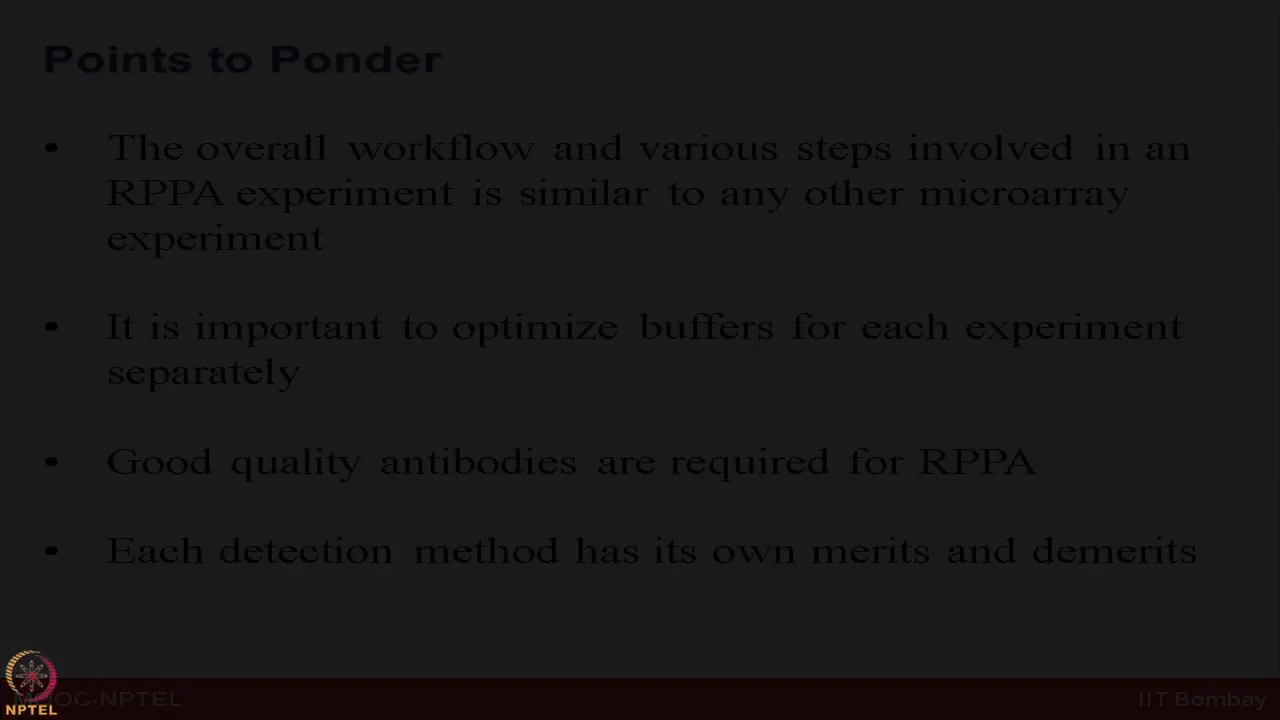 Points to Ponder
• The overall workflow and various steps involved in an
RPPA experiment is similar to any other microarray
experiment
• It is important to optimize buffers for each experiment
separately
• Good quality antibodies are required for RPPA
• Each detection method has its own merits and demerits
MOOC-NPTEL
IIT Bombay
NPTEL